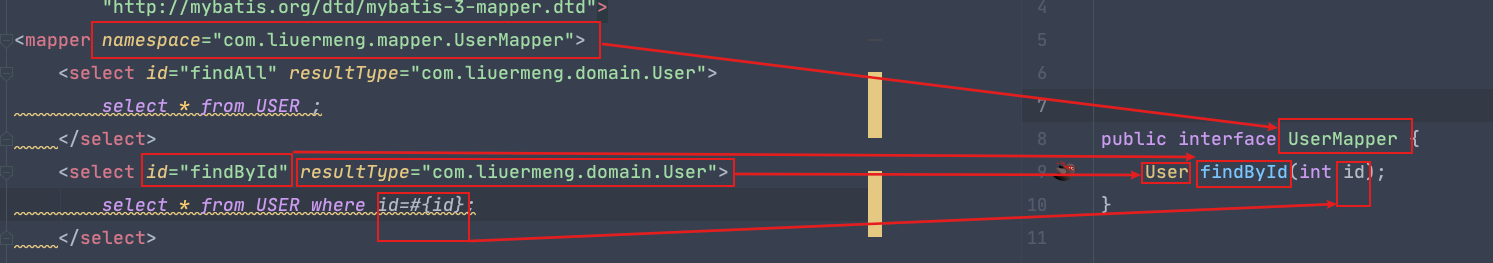 "http://mybatis.org/dtd/mybatis-3-mapper.dtd">
<mapper namespace="com.liuermeng.mapper.UserMapper">
<select id="findAll" resultType="com.liuermeng.domain.User">
select * from USER ;
</select>
<select id="findById" resultType="com.liuermeng.domain.User">
select * from USER where id=#{id};
</select>
4
5
6
7
8 public interface UserMapper {
9 User findById(int id);
10 }
11